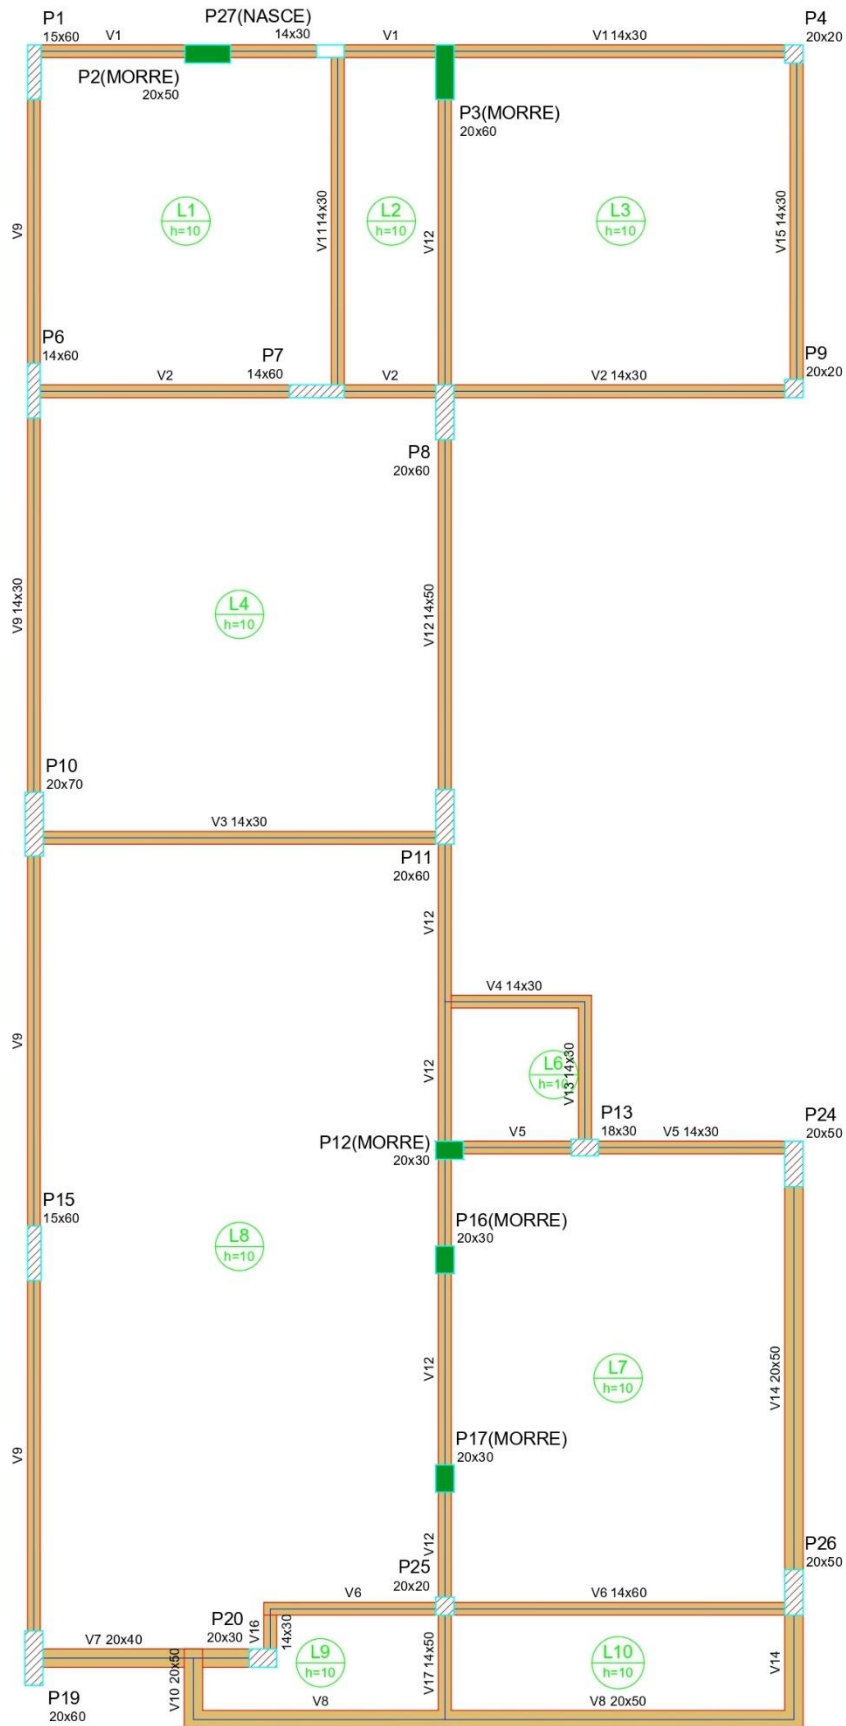 P1
15x60
V1
P27(NASCE)
14x30
V1
V1 14x30
P4
20x20
P2(MORRE)
20x50
P3(MORRE)
20x60
V9
L1
h=10
V11 14x30
L2
h=10
V12
L3
h=10
V15 14x30
P6
14x60
V2
P7
14x60
V2
V2 14x30
P9
20x20
P8
20x60
V9 14x30
L4
h=10
V12 14x50
P10
20x70
V3 14x30
P11
20x60
V12
V4 14x30
V9
V12
L6
h=10
V13 14x30
P12(MORRE)
20x30
V5
P13
18x30
V5 14x30
P24
20x50
P15
15x60
L8
h=10
P16(MORRE)
20x30
V12
L7
h=10
V14 20x50
V9
P17(MORRE)
20x30
V12
P25
20x20
P26
20x50
V6
V6 14x60
V7 20x40
P20
20x30
V16
14x30
V10 20x50
L9
h=10
V17 14x50
L10
h=10
V14
P19
20x60
V8
V8 20x50